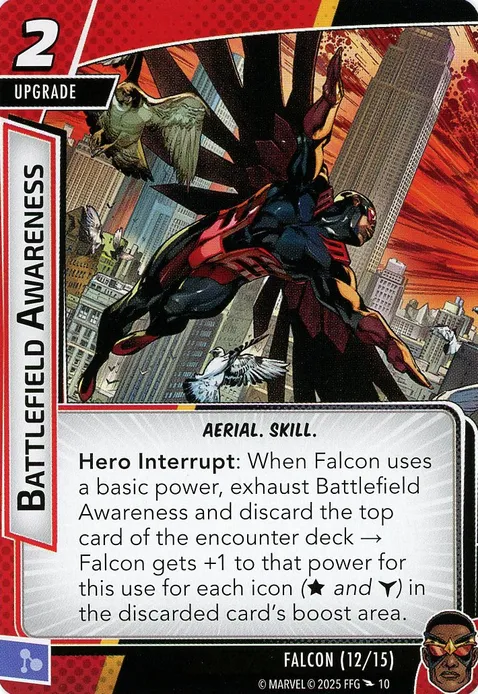 2
UPGRADE
BATTLEFIELD AWARENESS
AERIAL. SKILL.
Hero Interrupt: When Falcon uses
a basic power, exhaust Battlefield
Awareness and discard the top
card of the encounter deck →
Falcon gets +1 to that power for
this use for each icon (★ and ) in
the discarded card's boost area.
FALCON (12/15)
© MARVEL © 2025 FFG 10